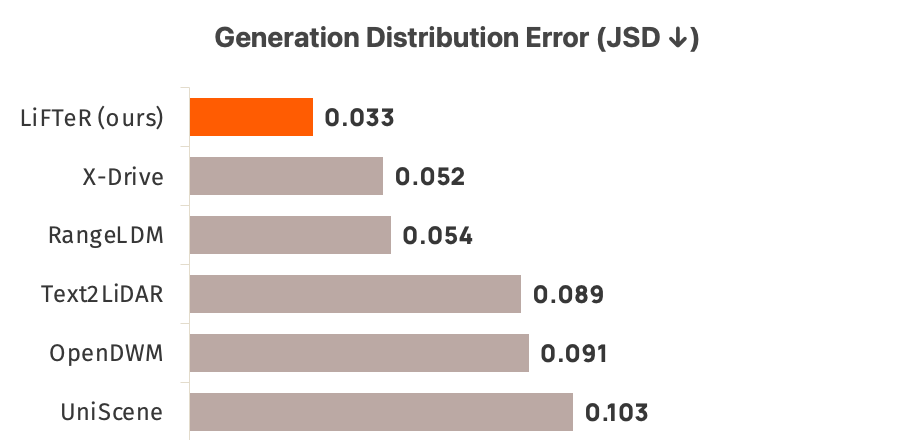 Generation Distribution Error (JSD ↓)
LiFTeR (ours) 0.033
X-Drive 0.052
RangeLDM 0.054
Text2LiDAR 0.089
OpenDWM 0.091
UniScene 0.103